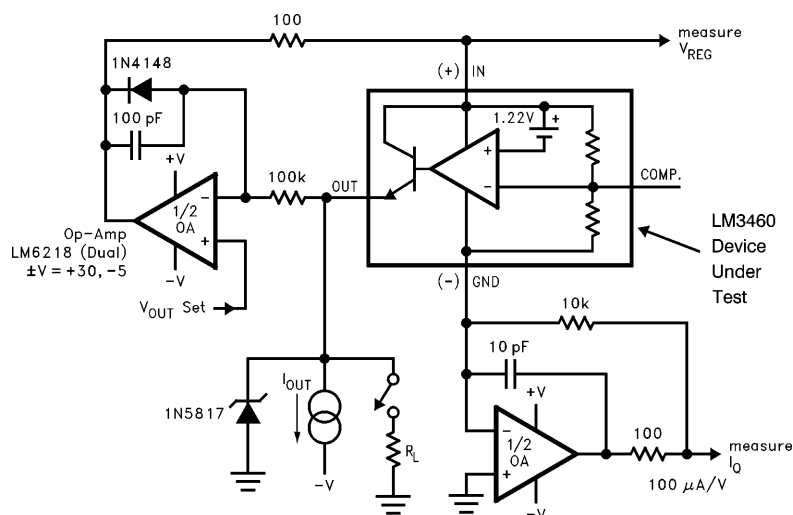 100
measure
VREG
(+) IN
1N4148
100 pF
1.22V
+
+V
+
−
100k
OUT
COMP.
−
1/2
OA
+
Op-Amp
LM6218 (Dual)
±V = +30, -5
−V
VOUT Set
(−) GND
LM3460
Device
Under
Test
10k
10 pF
IOUT
1N5817
+V
−
1/2
OA
+
100
measure
IQ
RL
−V
100 μA/V
−V